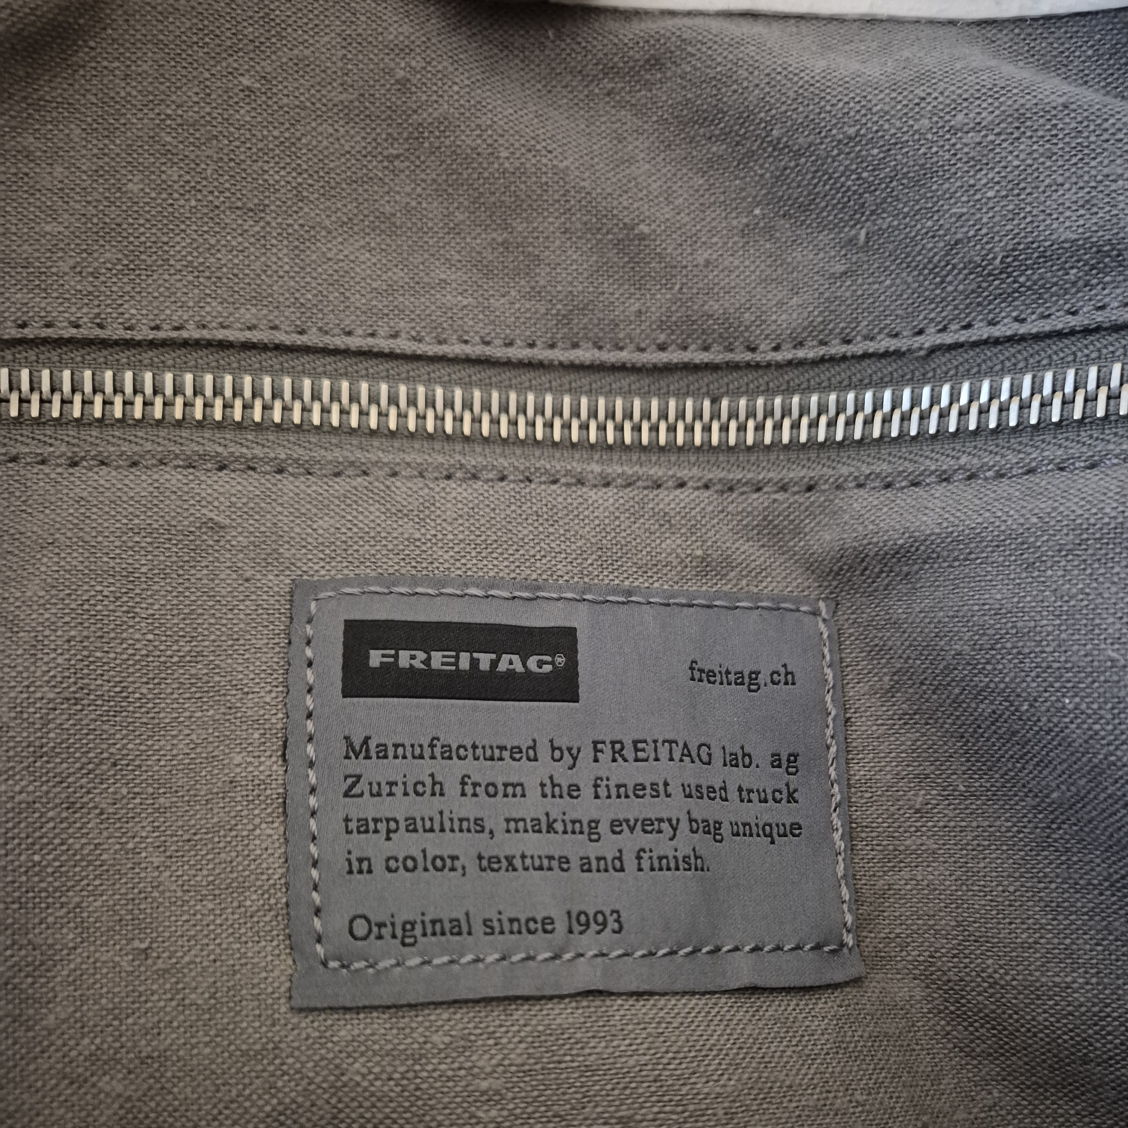 FREITAG®
freitag.ch
Manufactured by FREITAG lab. ag
Zurich from the finest used truck
tarpaulins, making every bag unique
in color, texture and finish.
Original since 1993